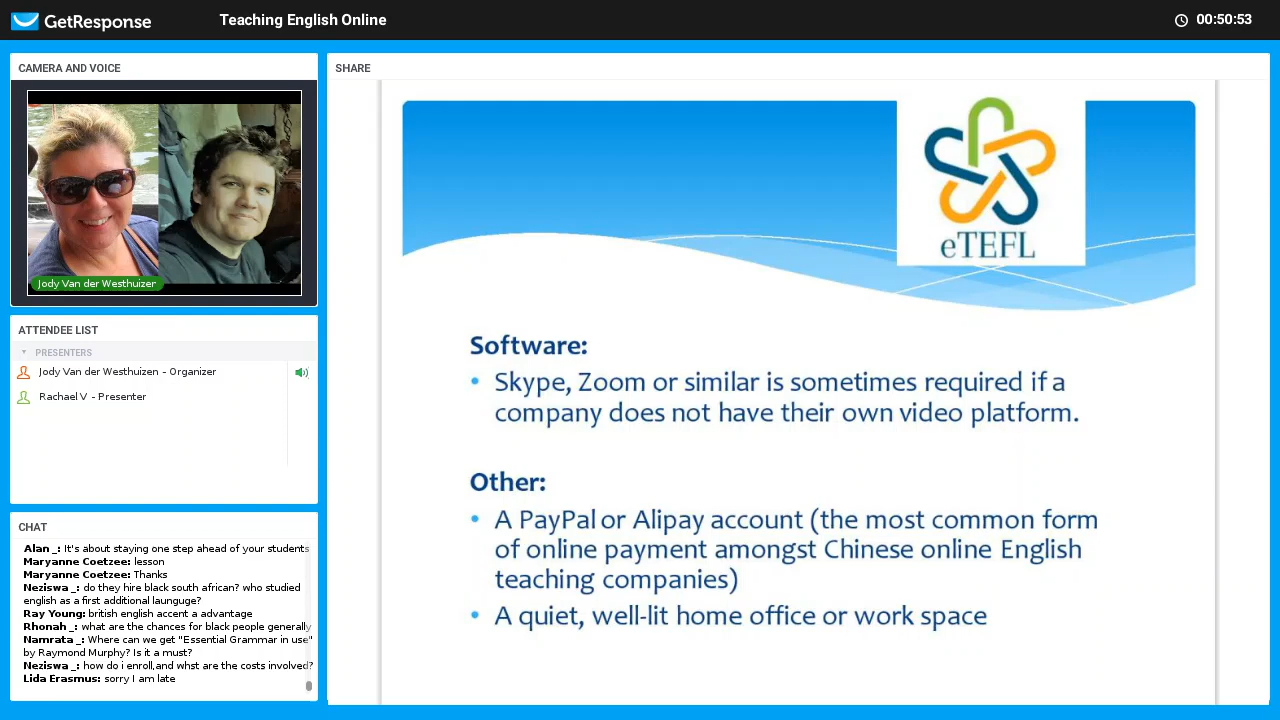 GetResponse
Teaching English Online
00:50:53
CAMERA AND VOICE
Jody Van der Westhuizer
ATTENDEE LIST
PRESENTERS
Jody Van der Westhuizen - Organizer
Rachael V - Presenter
CHAT
Alan _: It's about staying one step ahead of your students
Maryanne Coetzee: lesson
Maryanne Coetzee: Thanks
Neziswa _: do they hire black south african? who studied
english as a first additional launguge?
Ray Young: british english accent a advantage
Rhonah _: what are the chances for black people generally
Namrata _: Where can we get "Essential Grammar in use"
by Raymond Murphy? Is it a must?
Neziswa _: how do i enroll,and whst are the costs involved?
Lida Erasmus: sorry I am late
SHARE
eTEFL
Software:
• Skype, Zoom or similar is sometimes required if a
company does not have their own video platform.
Other:
• A PayPal or Alipay account (the most common form
of online payment amongst Chinese online English
teaching companies)
• A quiet, well-lit home office or work space